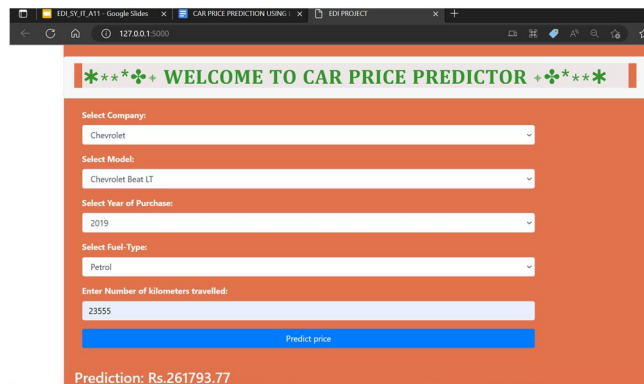 EDI_SY_IT_A11 - Google Slides
CAR PRICE PREDICTION USING
EDI PROJECT
127.0.0.1:5000
WELCOME TO CAR PRICE PREDICTOR
Select Company:
Chevrolet
Select Model:
Chevrolet Beat LT
Select Year of Purchase:
2019
Select Fuel-Type:
Petrol
Enter Number of kilometers travelled:
23555
Predict price
Prediction: Rs.261793.77